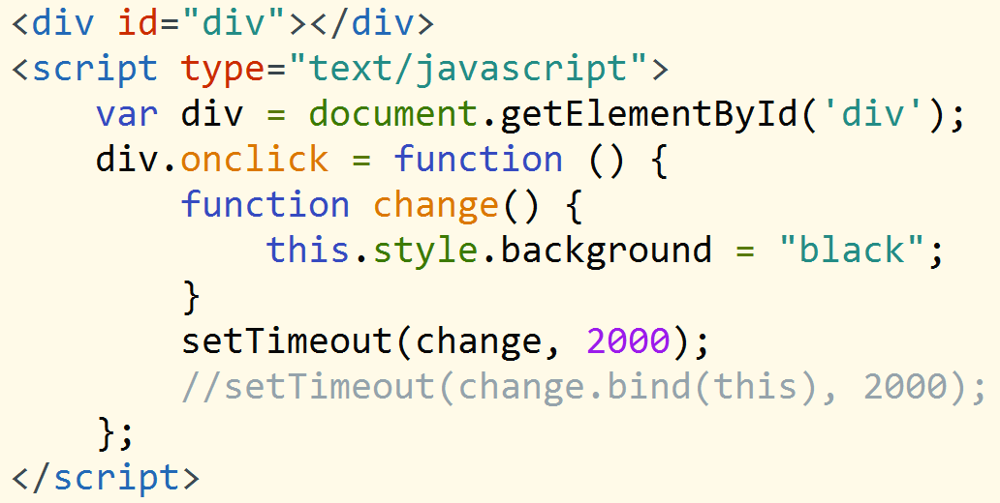 <div id="div"></div>
<script type="text/javascript">
    var div = document.getElementById('div');
    div.onclick = function () {
        function change() {
            this.style.background = "black";
        }
        setTimeout(change, 2000);
        //setTimeout(change.bind(this), 2000);
    };
</script>